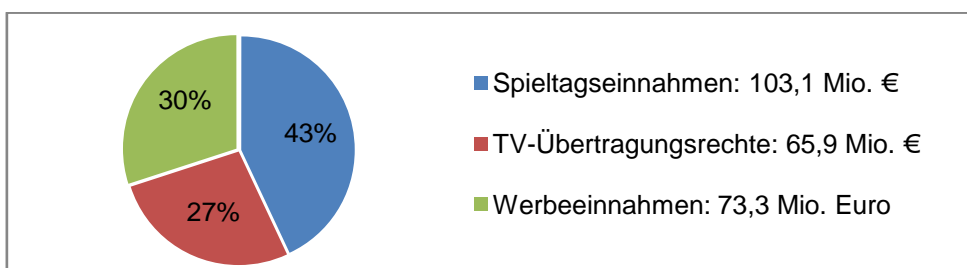 30%
43%
27%
Spieltagseinnahmen: 103,1 Mio. €
TV-Übertragungsrechte: 65,9 Mio. €
Werbeeinnahmen: 73,3 Mio. Euro